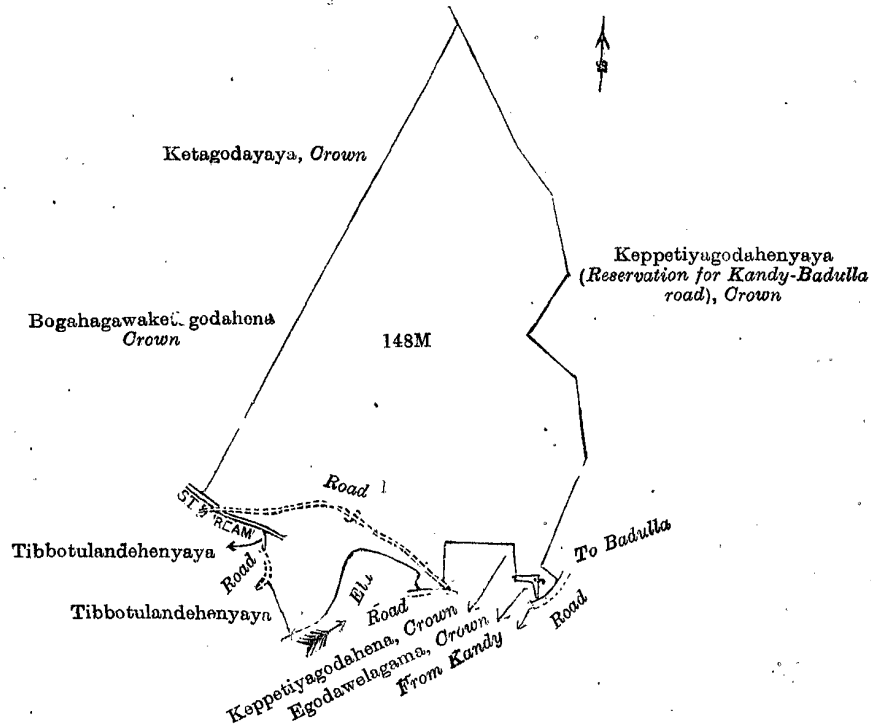 Ketagodayaya, Crown
Keppetiyagodahenyaya
(Reservation for Kandy-Badulla
road), Crown
godahena
Crown
148M
Road
STREAM
Tibbotulandehenyaya
Road
To Badulla
Tibbotulandehenyaya
Road
Road
Keppetiyagodahena, Crown
Egodawelagama, Crown
From Kandy